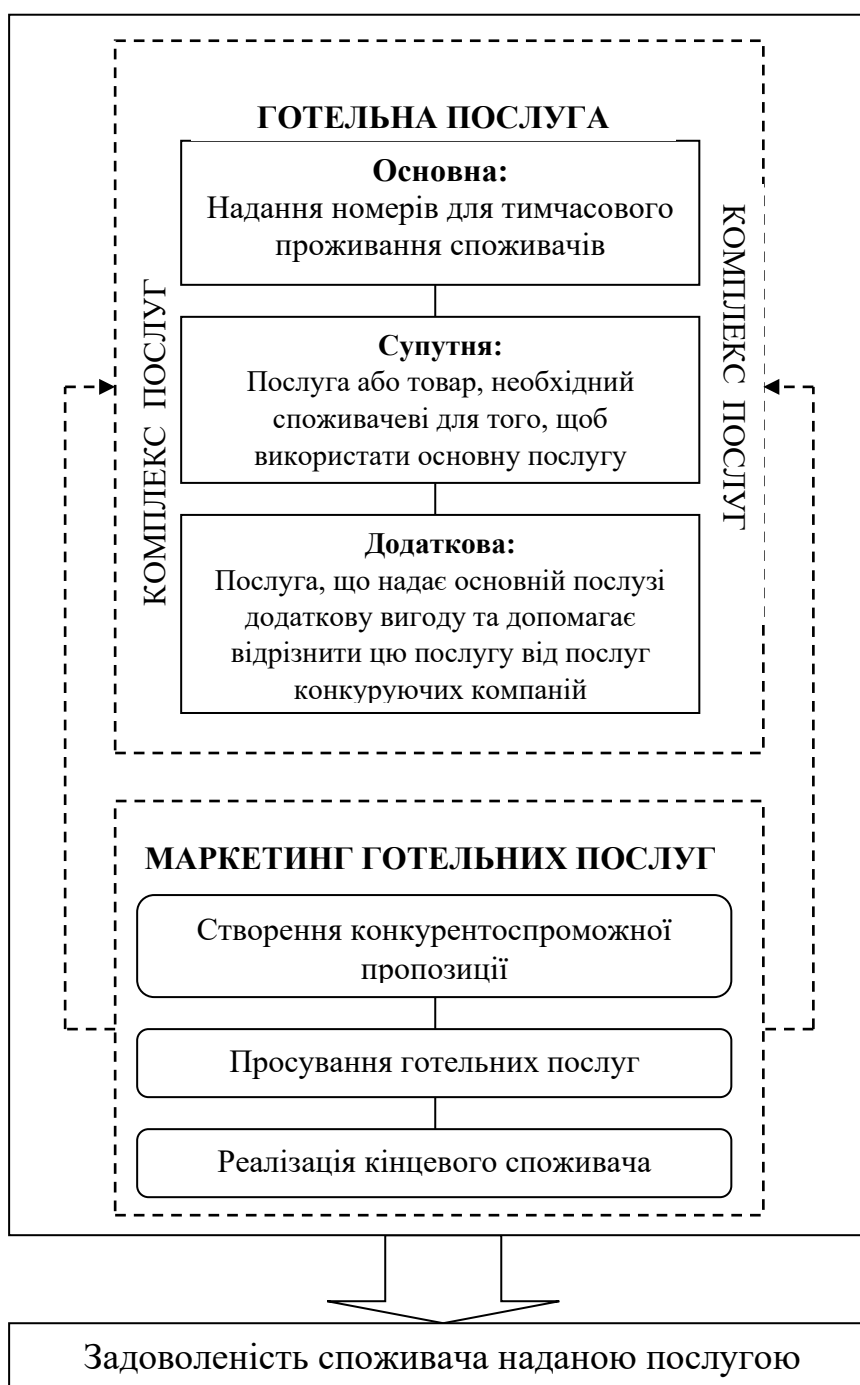 ГОТЕЛЬНА ПОСЛУГА
Основна:
Надання номерів для тимчасового
проживання споживачів
КОМПЛЕКС ПОСЛУГ
КОМПЛЕКС ПОСЛУГ
Супутня:
Послуга або товар, необхідний
споживачеві для того, щоб
використати основну послугу
Додаткова:
Послуга, що надає основній послузі
додаткову вигоду та допомагає
відрізнити цю послугу від послуг
конкуруючих компаній
МАРКЕТИНГ ГОТЕЛЬНИХ ПОСЛУГ
Створення конкурентоспроможної
пропозиції
Просування готельних послуг
Реалізація кінцевого споживача
Задоволеність споживача наданою послугою